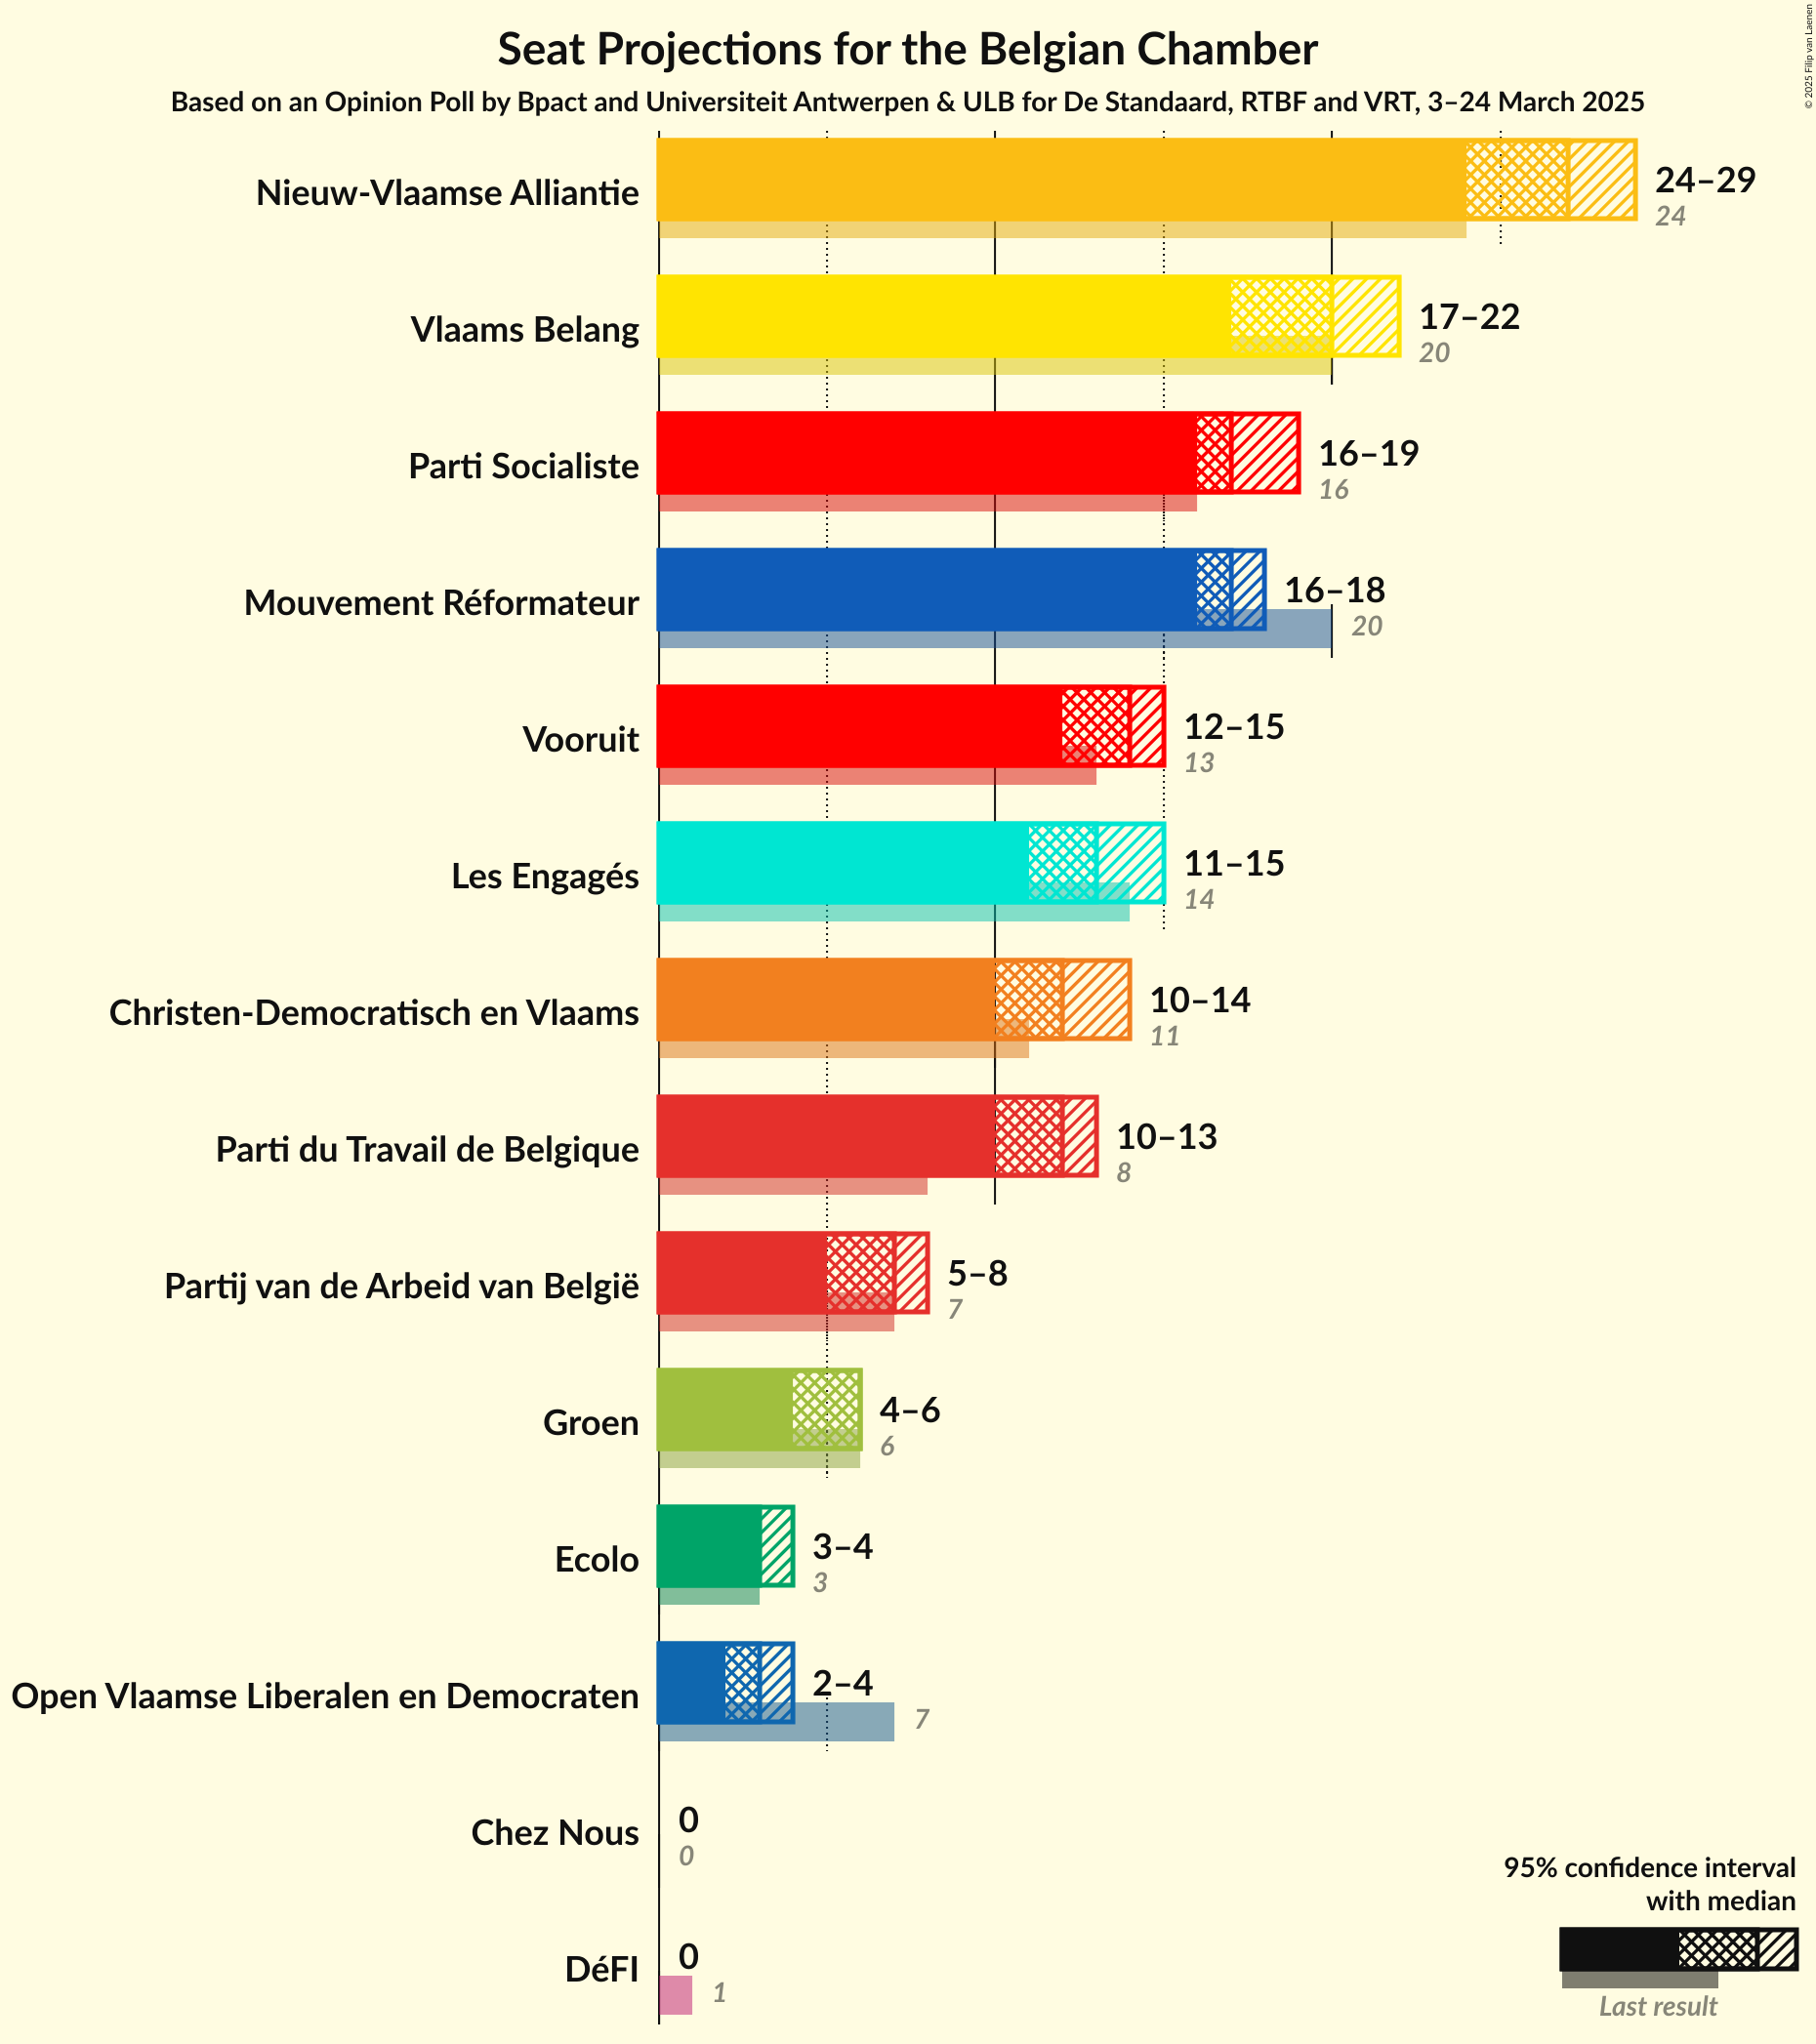 © 2025 Filip van Laenen
Seat Projections for the Belgian Chamber
Based on an Opinion Poll by Bpact and Universiteit Antwerpen & ULB for De Standaard, RTBF and VRT, 3–24 March 2025
Nieuw-Vlaamse Alliantie
24–29
24
Vlaams Belang
17–22
20
Parti Socialiste
16–19
16
Mouvement Réformateur
16–18
20
Vooruit
12–15
13
Les Engagés
11–15
14
Christen-Democratisch en Vlaams
10–14
11
Parti du Travail de Belgique
10–13
8
Partij van de Arbeid van België
5–8
7
Groen
4–6
6
Ecolo
3–4
3
Open Vlaamse Liberalen en Democraten
2–4
7
Chez Nous
0
0
DéFI
0
1
95% confidence interval
with median
Last result